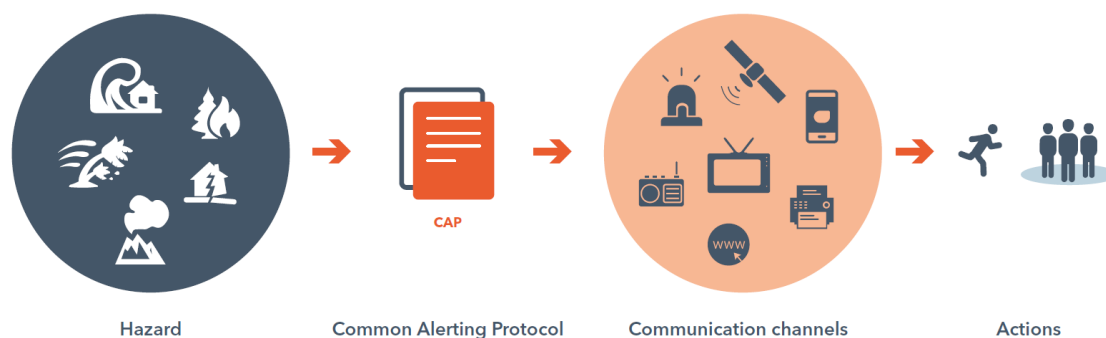 CAP
WWW
Hazard
Common Alerting Protocol
Communication channels
Actions